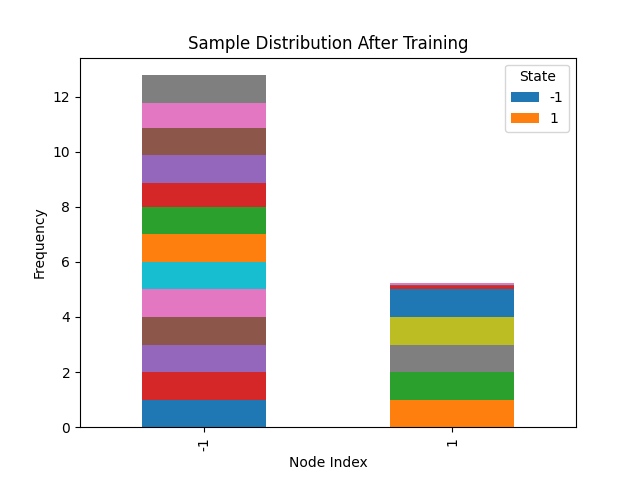 Sample Distribution After Training
State
-1
1
12
10
8
6
4
2
0
Frequency
-1
1
Node Index